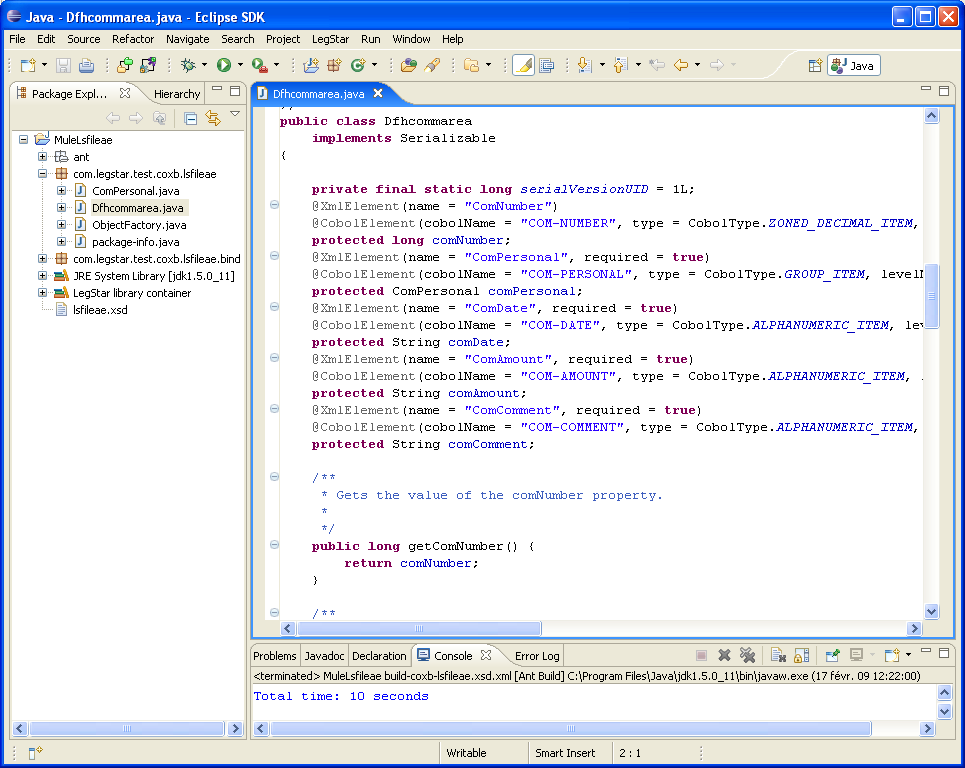 Java - Dfhcommarea.java - Eclipse SDK
File Edit Source Refactor Navigate Search Project LegStar Run Window Help
Java
Package Expl...
Hierarchy
MuleLsfileae
ant
com.legstar.test.coxb.lsfileae
ComPersonal.java
Dfhcommarea.java
ObjectFactory.java
package-info.java
com.legstar.test.coxb.lsfileae.bind
JRE System Library [jdk1.5.0_11]
LegStar library container
lsfileae.xsd
Dfhcommarea.java
public class Dfhcommarea
implements Serializable
{
private final static long serialVersionUID = 1L;
@XmlElement(name = "ComNumber")
@CobolElement(cobolName = "COM-NUMBER", type = CobolType.ZONED_DECIMAL_ITEM,
protected long comNumber;
@XmlElement(name = "ComPersonal", required = true)
@CobolElement(cobolName = "COM-PERSONAL", type = CobolType.GROUP_ITEM, level
protected ComPersonal comPersonal;
@XmlElement(name = "ComDate", required = true)
@CobolElement(cobolName = "COM-DATE", type = CobolType.ALPHANUMERIC_ITEM, lev
protected String comDate;
@XmlElement(name = "ComAmount", required = true)
@CobolElement(cobolName = "COM-AMOUNT", type = CobolType.ALPHANUMERIC_ITEM,
protected String comAmount;
@XmlElement(name = "ComComment", required = true)
@CobolElement(cobolName = "COM-COMMENT", type = CobolType.ALPHANUMERIC_ITEM,
protected String comComment;
/**
* Gets the value of the comNumber property.
*
*/
public long getComNumber() {
return comNumber;
}
/**
Problems Javadoc Declaration Console Error Log
<terminated> MuleLsfileae build-coxb-lsfileae.xsd.xml [Ant Build] C:\Program Files\Java\jdk1.5.0_11\bin\javaw.exe (17 févr. 09 12:22:00)
Total time: 10 seconds
Writable Smart Insert 2 : 1